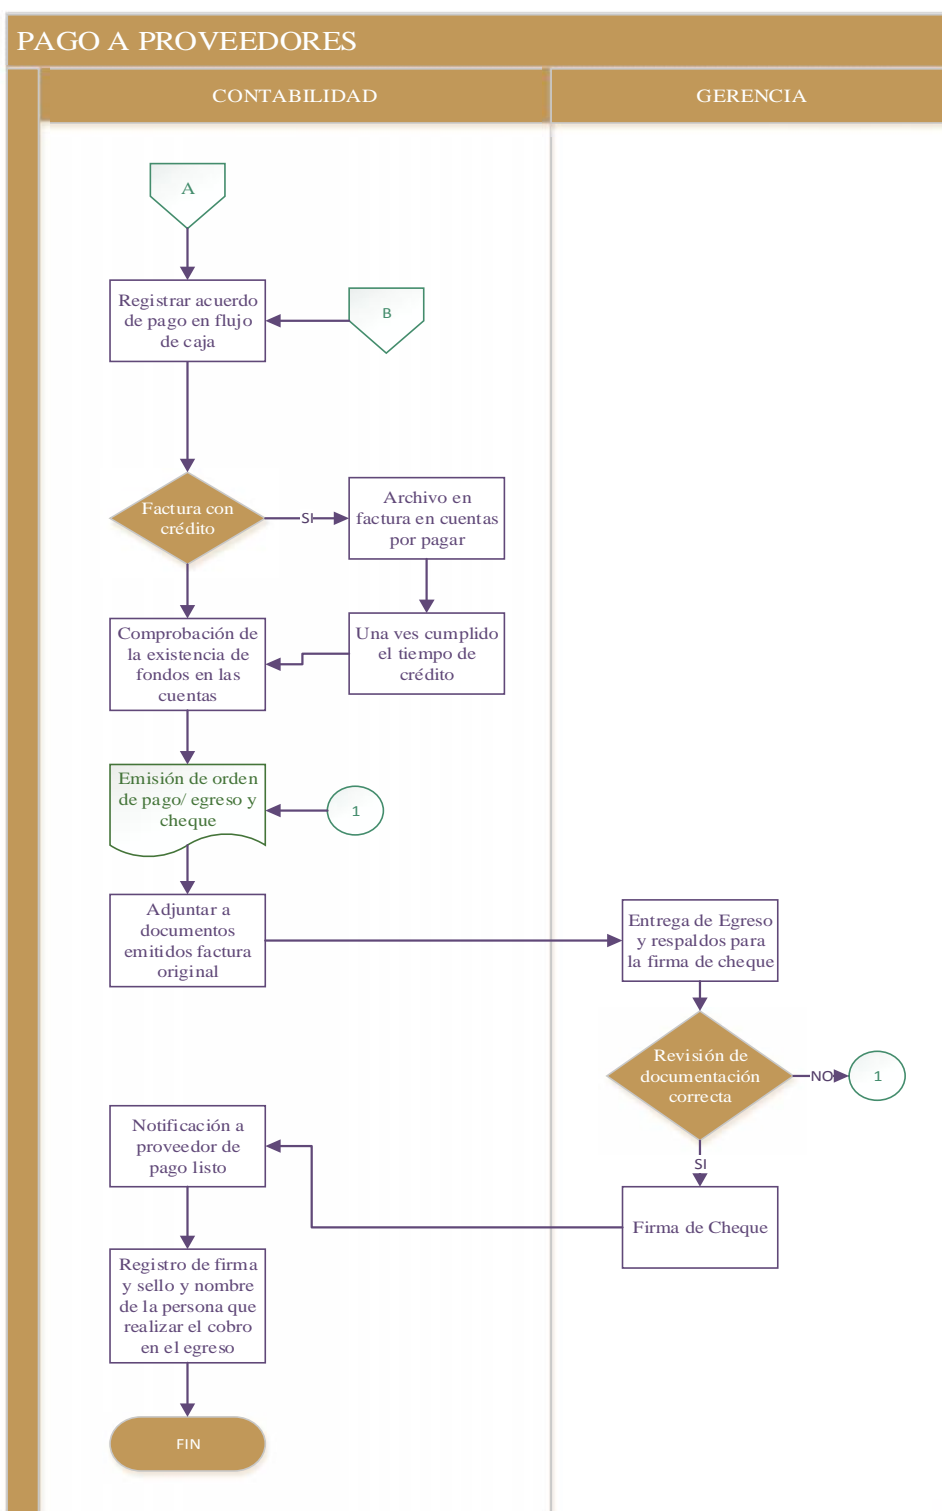 PAGO A PROVEEDORES
CONTABILIDAD
GERENCIA
A
Registrar acuerdo
de pago en flujo
de caja
B
Factura con
crédito
SI
Archivo en
factura en cuentas
por pagar
Comprobación de
la existencia de
fondos en las
cuentas
Una ves cumplido
el tiempo de
crédito
Emisión de orden
de pago/ egreso y
cheque
1
Adjuntar a
documentos
emitidos factura
original
Entrega de Egreso
y respaldos para
la firma de cheque
Revisión de
documentación
correcta
NO
1
SI
Firma de Cheque
Notificación a
proveedor de
pago listo
Registro de firma
y sello y nombre
de la persona que
realizar el cobro
en el egreso
FIN